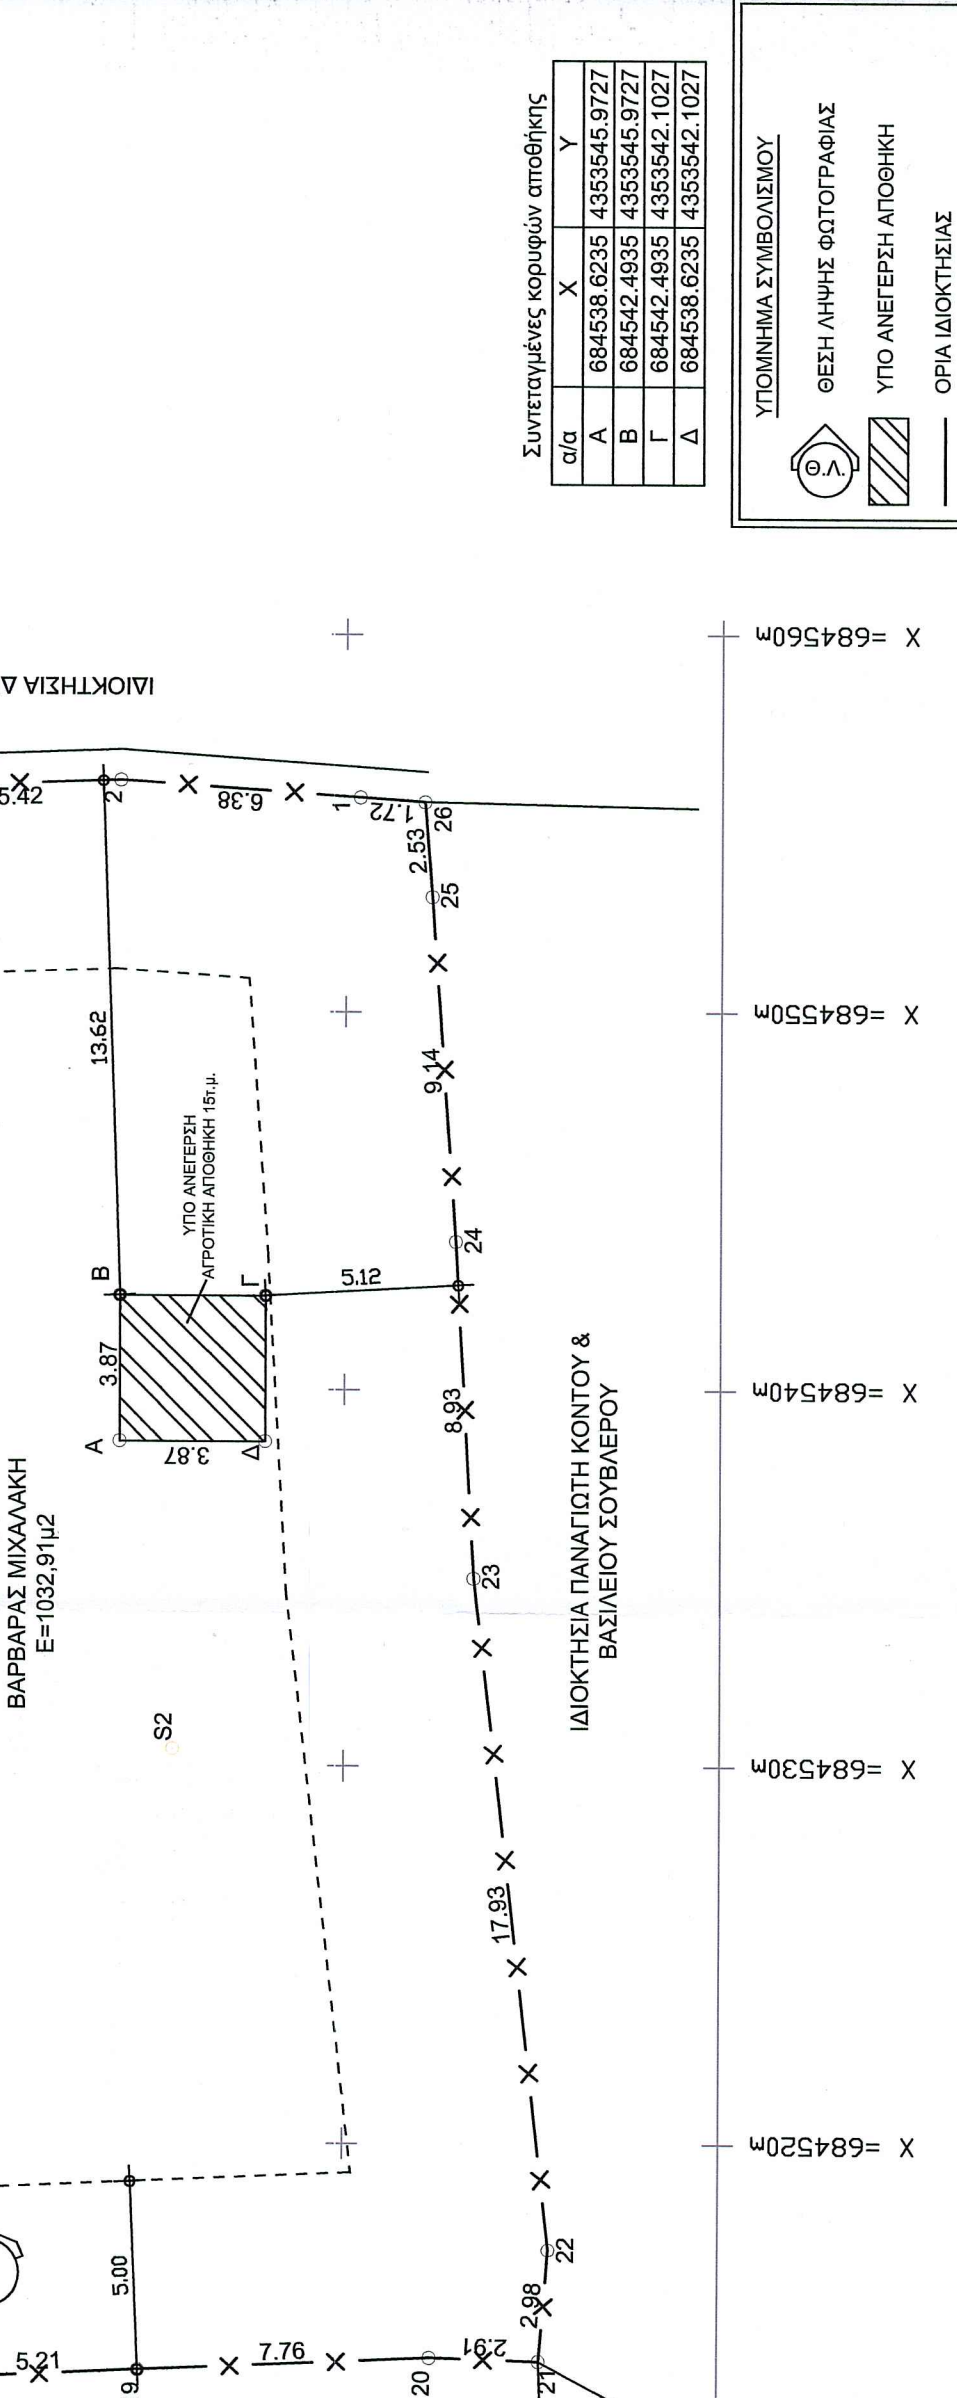 Συντεταγμένες κορυφών αποθήκης
α/α X Y
Α 684538.6235 4353545.9727
Β 684542.4935 4353545.9727
Γ 684542.4935 4353542.1027
Δ 684538.6235 4353542.1027
ΥΠΟΜΝΗΜΑ ΣΥΜΒΟΛΙΣΜΟΥ
Θ.Λ. ΘΕΣΗ ΛΗΨΗΣ ΦΩΤΟΓΡΑΦΙΑΣ
ΥΠΟ ΑΝΕΓΕΡΣΗ ΑΠΟΘΗΚΗ
ΟΡΙΑ ΙΔΙΟΚΤΗΣΙΑΣ
ΙΔΙΟΚΤΗΣΙΑ Δ
X =684560m
X =684550m
X =684540m
X =684530m
X =684520m
5.42
2
6.38
1
1.72
26
2.53
25
9.14
24
13.62
ΥΠΟ ΑΝΕΓΕΡΣΗ
ΑΓΡΟΤΙΚΗ ΑΠΟΘΗΚΗ 15τ.μ.
Β
Γ
5.12
3.87
Α
3.87
Δ
8.93
23
ΒΑΡΒΑΡΑΣ ΜΙΧΑΛΑΚΗ
Ε=1032,91μ2
ΙΔΙΟΚΤΗΣΙΑ ΠΑΝΑΓΙΩΤΗ ΚΟΝΤΟΥ &
ΒΑΣΙΛΕΙΟΥ ΣΟΥΒΛΕΡΟΥ
S2
17.93
22
2.98
21
2.91
20
7.76
5.00
5.21
9